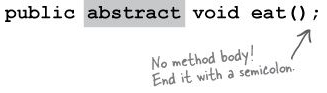 public abstract void eat();
No method body!
End it with a semicolon.